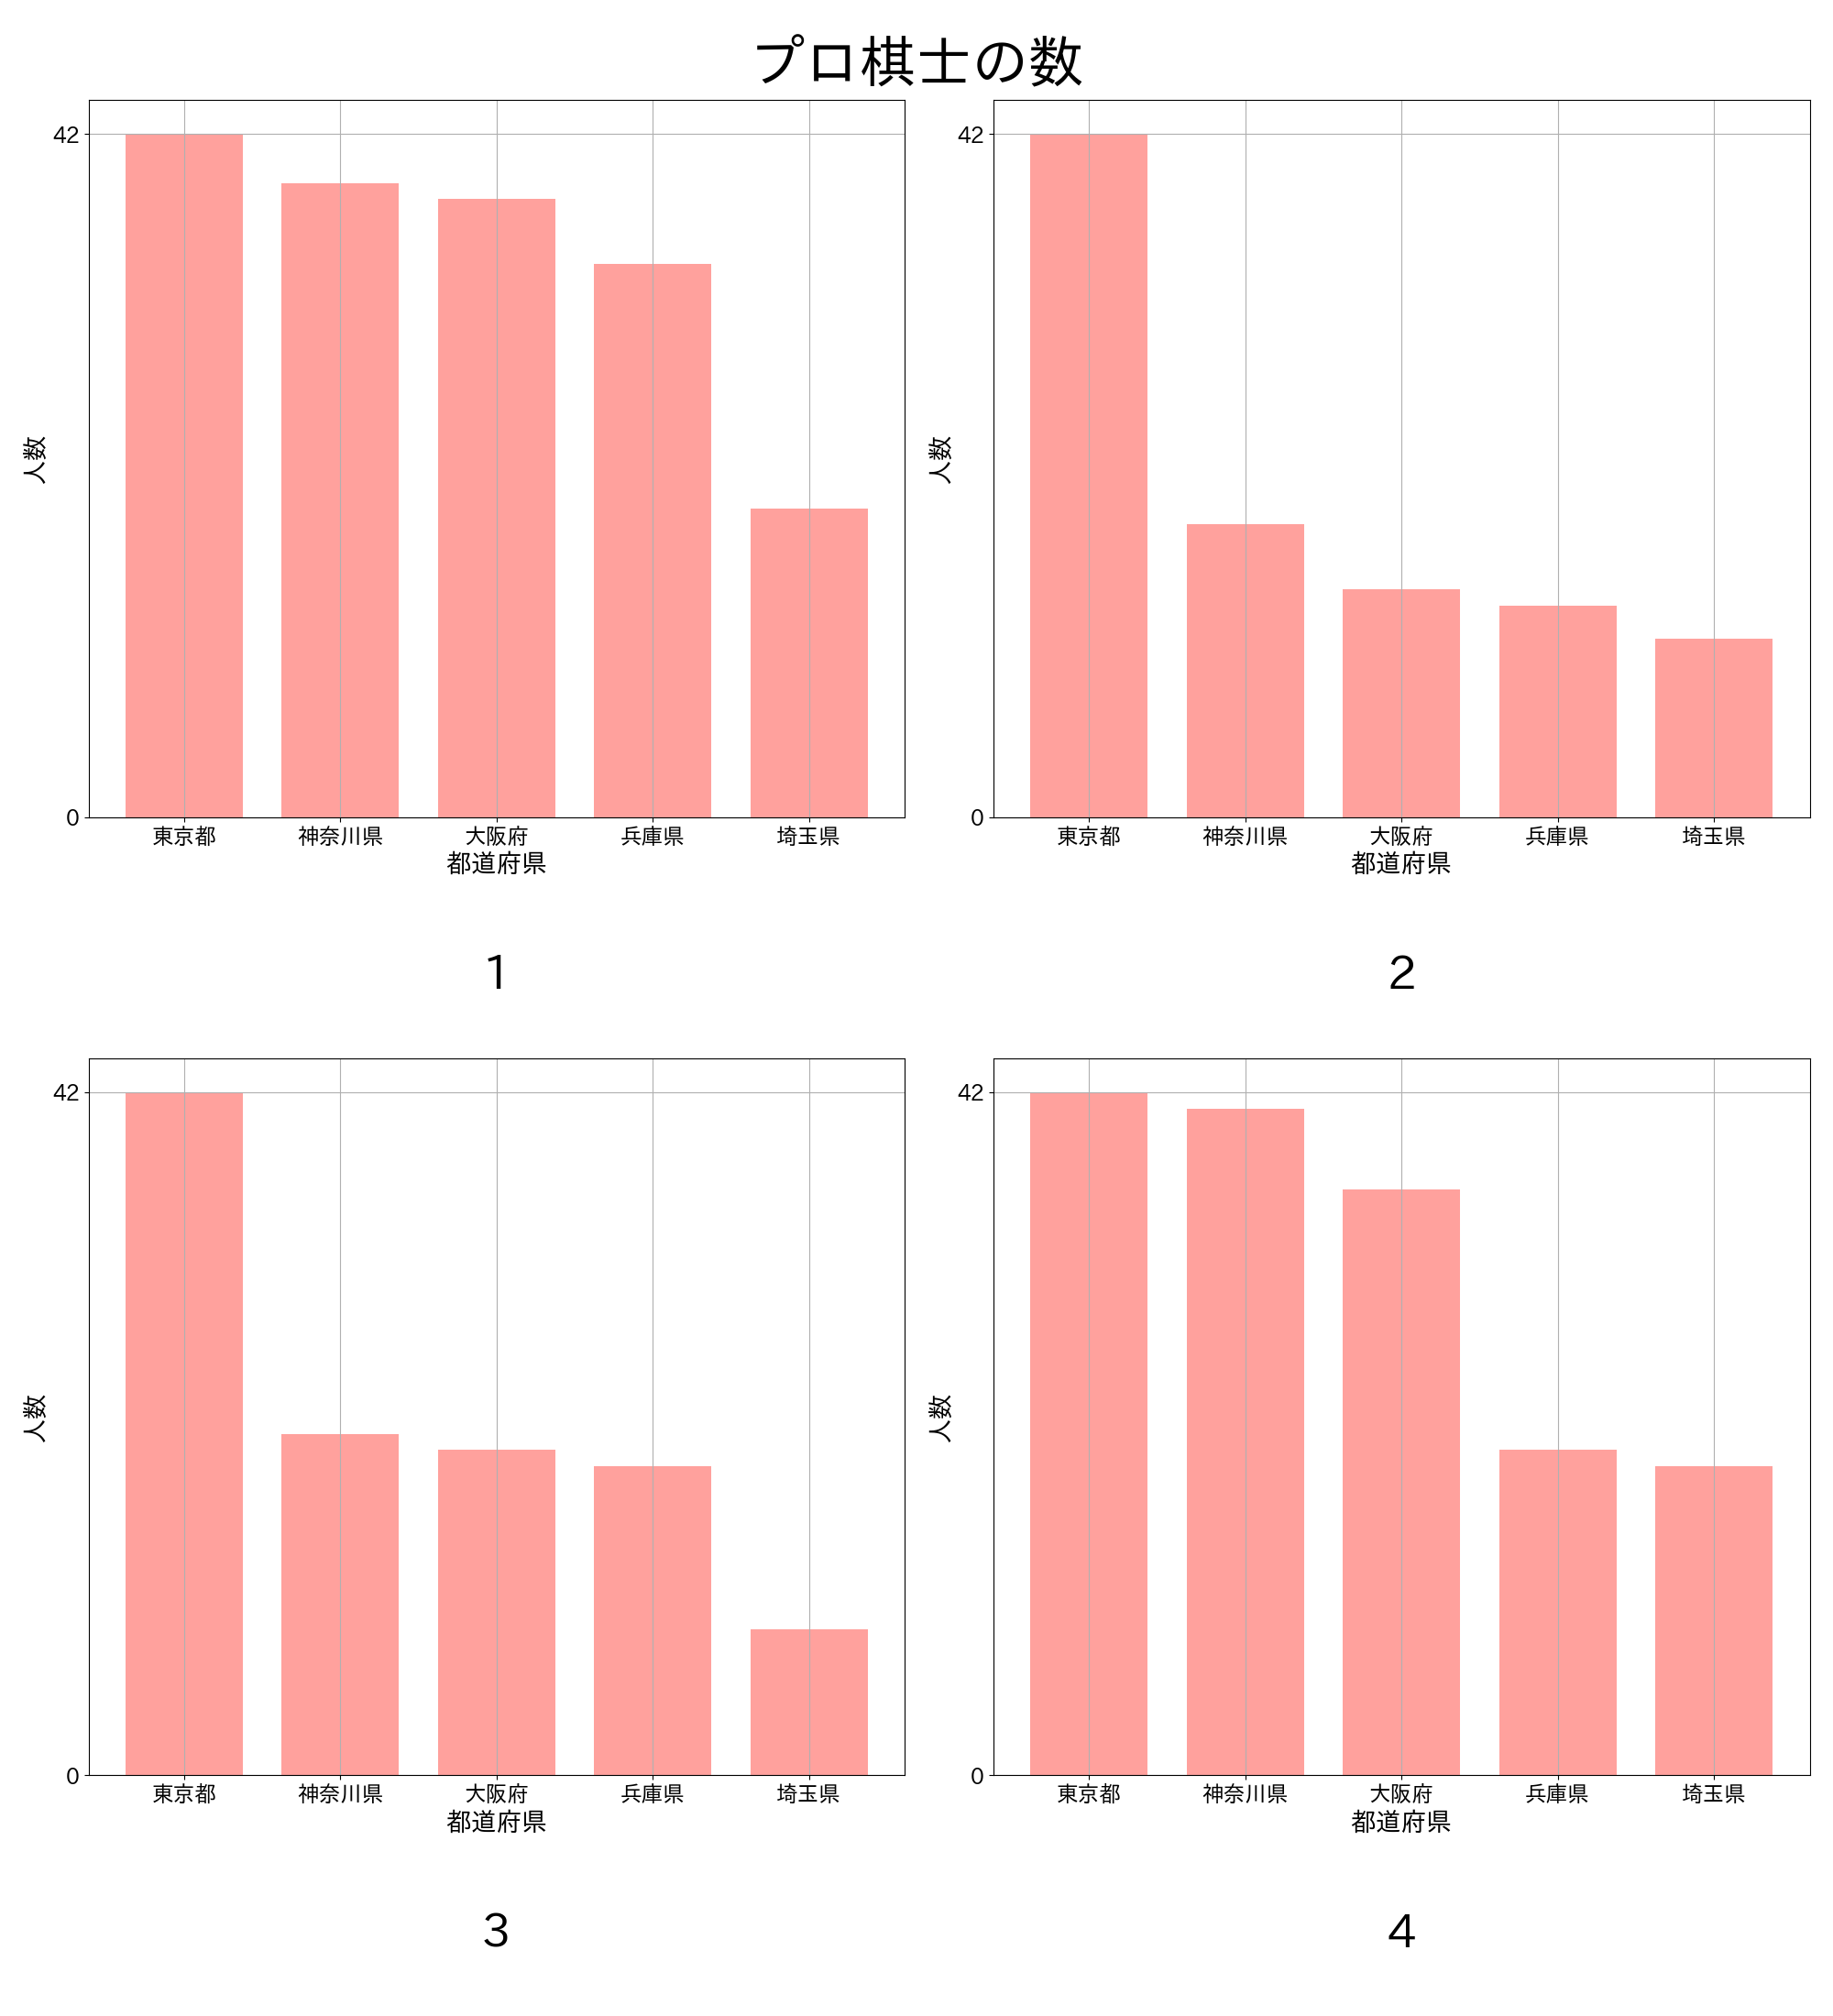 プロ棋士の数
42
0
人数
東京都 神奈川県 大阪府 兵庫県 埼玉県
都道府県
1
42
0
人数
東京都 神奈川県 大阪府 兵庫県 埼玉県
都道府県
2
42
0
人数
東京都 神奈川県 大阪府 兵庫県 埼玉県
都道府県
3
42
0
人数
東京都 神奈川県 大阪府 兵庫県 埼玉県
都道府県
4